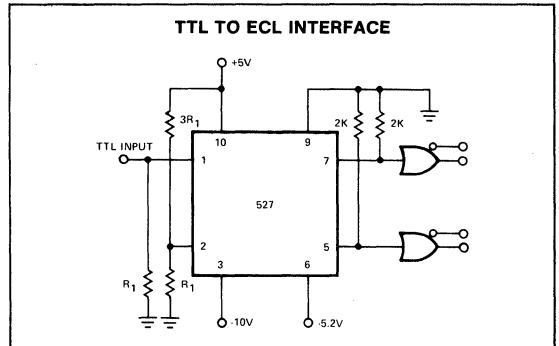 TTL TO ECL INTERFACE
+5V
3R1
10
9
2K
2K
TTL INPUT
1
7
527
2
5
3
6
R1
R1
-10V
-5.2V